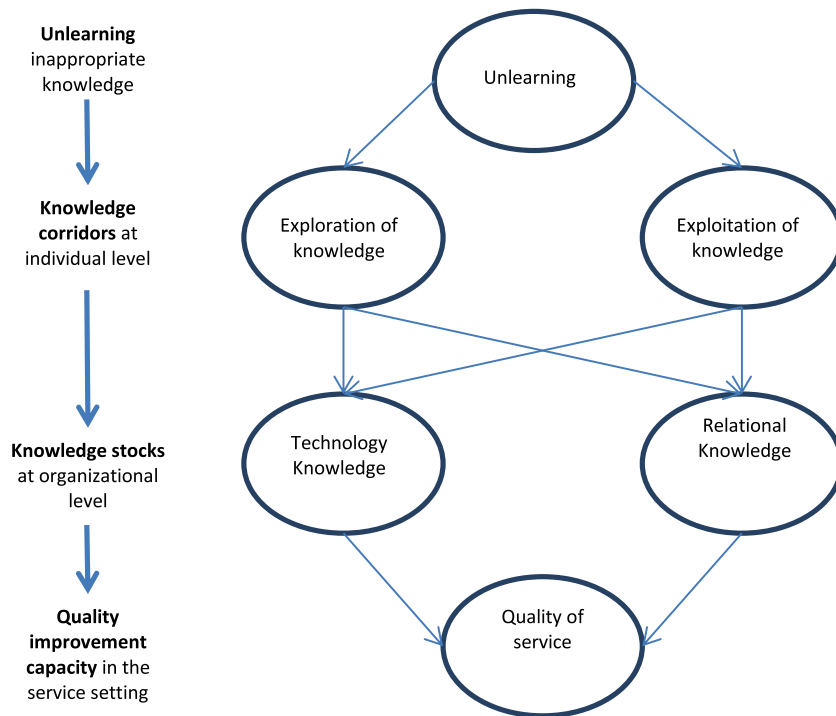 Unlearning
inappropriate
knowledge
Unlearning
Knowledge
corridors at
individual level
Exploration of
knowledge
Exploitation of
knowledge
Knowledge stocks
at organizational
level
Technology
Knowledge
Relational
Knowledge
Quality
improvement
capacity in the
service setting
Quality of
service